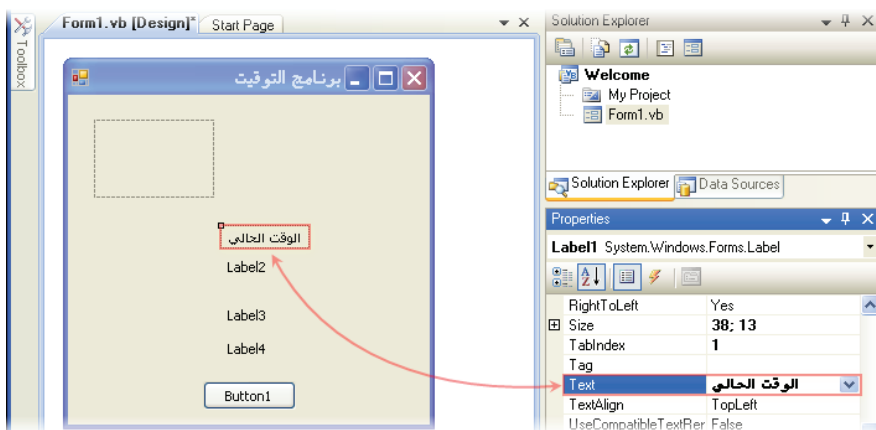 Form1.vb [Design]* Start Page
Toolbox
برنامج التوقيت
الوقت الحالي
Label2
Label3
Label4
Button1
Solution Explorer
Welcome
My Project
Form1.vb
Solution Explorer Data Sources
Properties
Label1 System.Windows.Forms.Label
RightToLeft Yes
Size 38; 13
TabIndex 1
Tag
Text الوقت الحالي
TextAlign TopLeft
UseCompatibleTextRer False